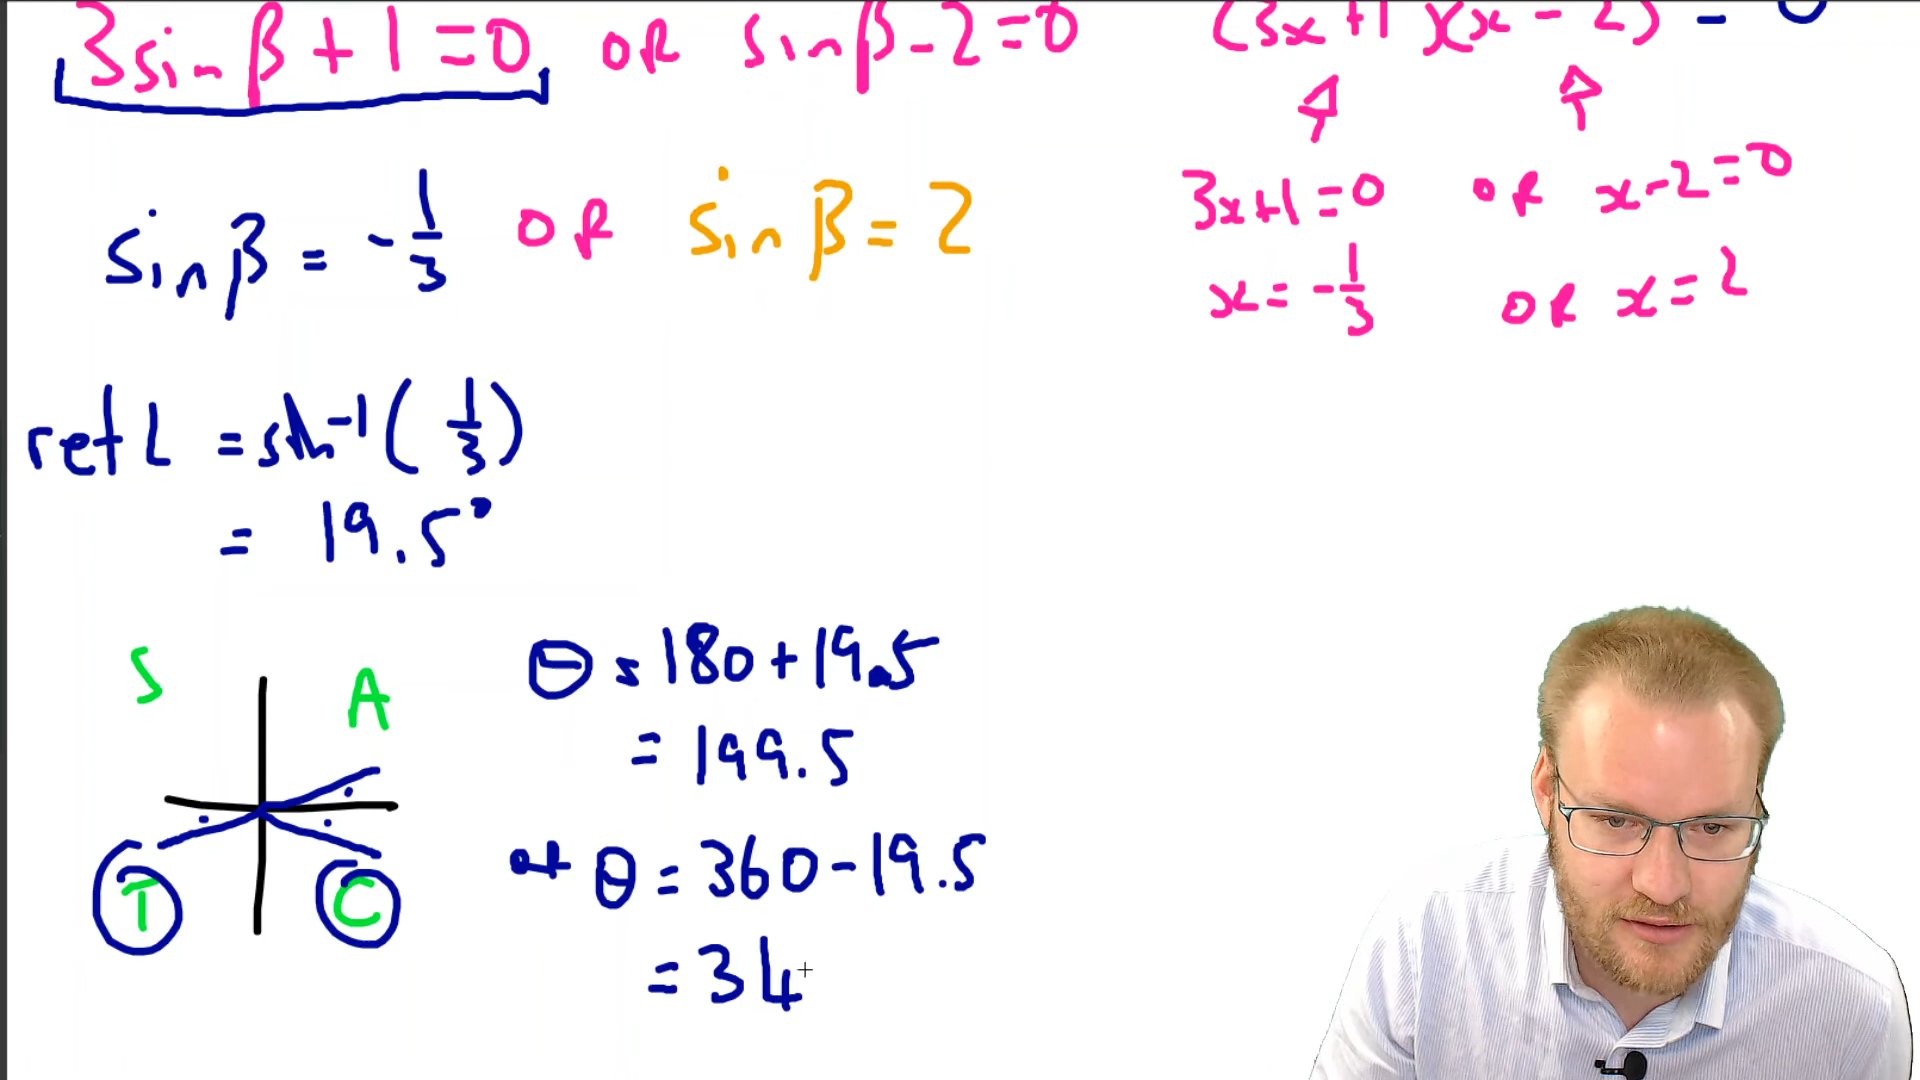 3sinβ+1=0 OR sinβ-2=0
(3x+1)(x-2)=0
3x+1=0 OR x-2=0
sinβ = -1/3 OR sinβ=2
x=-1/3 OR x=2
ref∠ =sin⁻¹(1/3)
= 19.5°
S A
T C
θ=180+19.5
= 199.5
or θ=360-19.5
=34